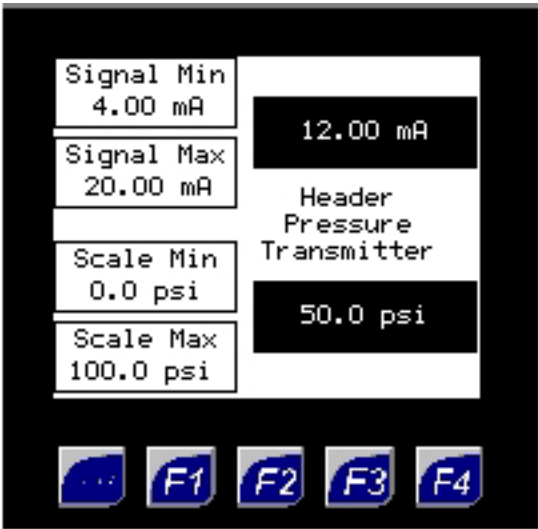 Signal Min
4.00 mA
Signal Max
20.00 mA
Scale Min
0.0 psi
Scale Max
100.0 psi
12.00 mA
Header
Pressure
Transmitter
50.0 psi
... F1 F2 F3 F4